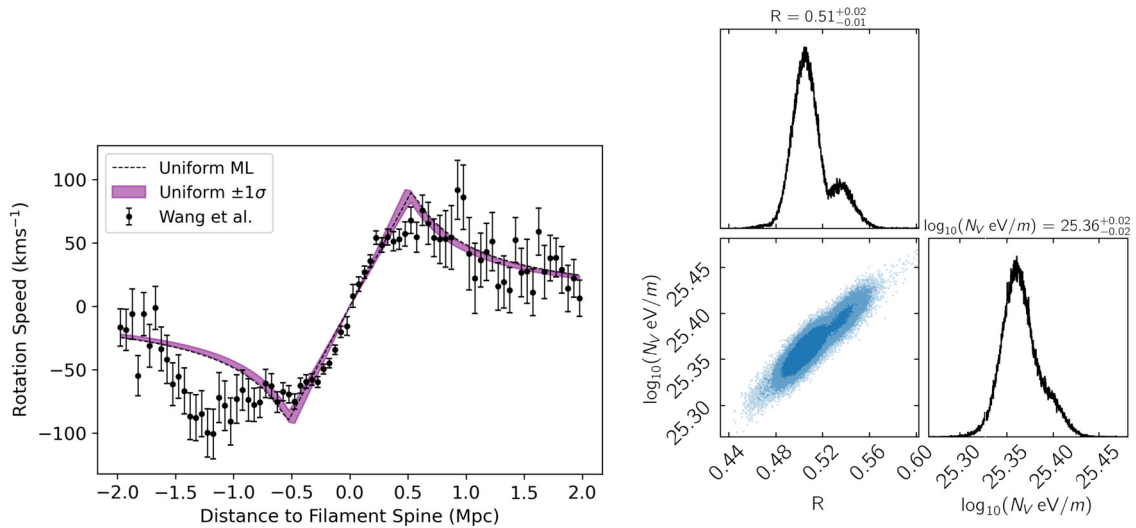 Rotation Speed (kms⁻¹)
100
50
0
−50
−100
Uniform ML
Uniform ±1σ
Wang et al.
−2.0 −1.5 −1.0 −0.5 0.0 0.5 1.0 1.5 2.0
Distance to Filament Spine (Mpc)
R = 0.51^{+0.02}_{−0.01}
log₁₀(N_V eV/m) = 25.36^{+0.02}_{−0.02}
log₁₀(N_V eV/m)
25.45
25.40
25.35
25.30
0.44 0.48 0.52 0.56 0.60
R
25.30 25.35 25.40 25.45
log₁₀(N_V eV/m)